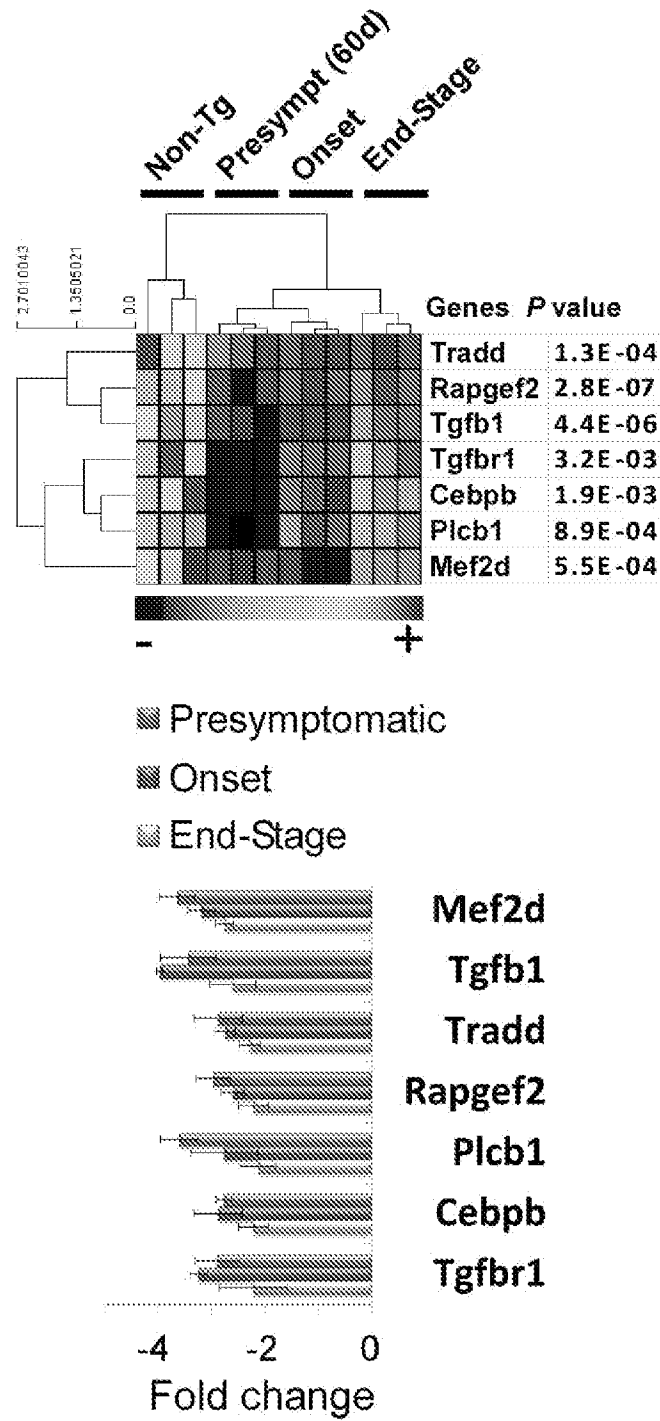 Non-Tg
Presympt (60d)
Onset
End-Stage
2.7010043
1.3505021
0.0
Genes P value
Tradd 1.3E-04
Rapgef2 2.8E-07
Tgfb1 4.4E-06
Tgfbr1 3.2E-03
Cebpb 1.9E-03
Plcb1 8.9E-04
Mef2d 5.5E-04
- +
Presymptomatic
Onset
End-Stage
Mef2d
Tgfb1
Tradd
Rapgef2
Plcb1
Cebpb
Tgfbr1
-4 -2 0
Fold change